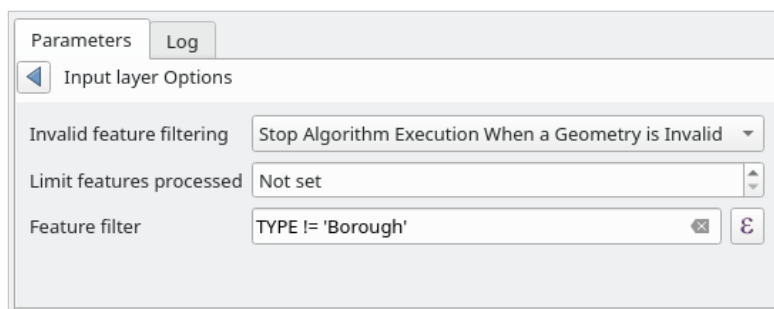 Parameters Log
Input layer Options
Invalid feature filtering Stop Algorithm Execution When a Geometry is Invalid
Limit features processed Not set
Feature filter TYPE != 'Borough' ε